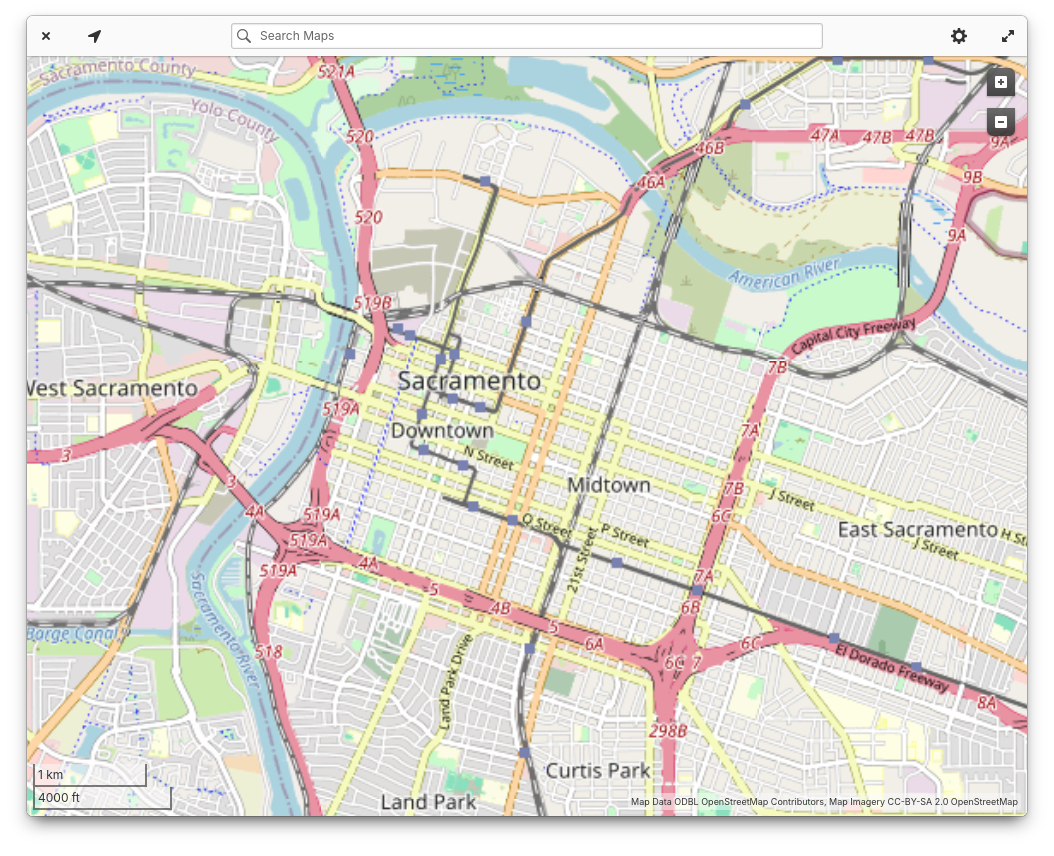 Search Maps
Sacramento County
521A
Yolo County
520
47A
47B
47B
9A
46B
46A
9B
520
9A
American River
519B
Capital City Freeway
7B
West Sacramento
Sacramento
519A
Downtown
7A
3
N Street
Midtown
7B
J Street
3
4A
519A
6C
Q Street
P Street
East Sacramento
H St
J Street
519A
21st Street
519A
4A
7A
5
4B
6B
Sacramento River
Barge Canal
5
6A
6C
518
6C
7
El Dorado Freeway
Land Park Drive
8A
298B
1 km
4000 ft
Curtis Park
Land Park
Map Data ODBL OpenStreetMap Contributors, Map Imagery CC-BY-SA 2.0 OpenStreetMap